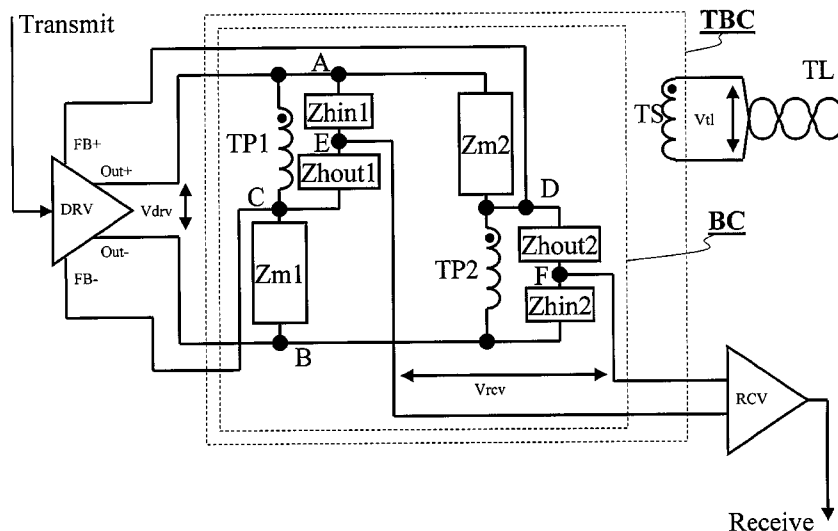 Transmit
TBC
TL
A
Zhin1
TS
Vtl
FB+
TP1
E
Zm2
Out+
Zhout1
C
D
DRV
Vdrv
BC
Out-
Zhout2
FB-
Zm1
TP2
F
Zhin2
B
Vrcv
RCV
Receive